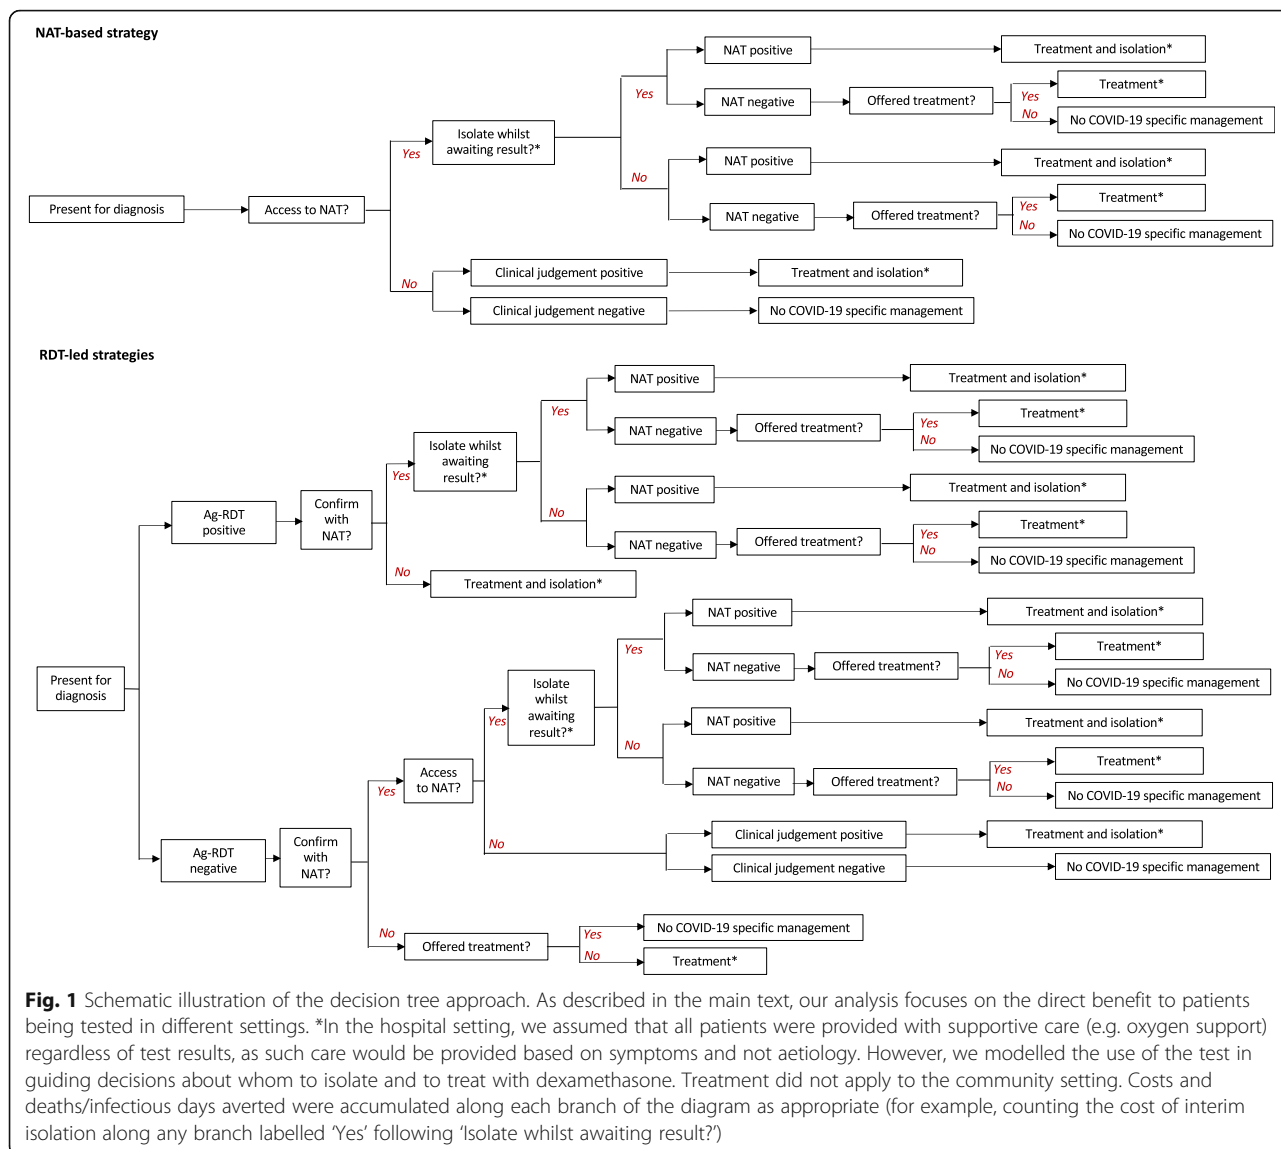 NAT-based strategy
NAT positive
Treatment and isolation*
Yes
NAT negative
Offered treatment?
Yes
Treatment*
No
No COVID-19 specific management
Isolate whilst
awaiting result?*
Yes
No
NAT positive
Treatment and isolation*
NAT negative
Offered treatment?
Yes
Treatment*
No
No COVID-19 specific management
Present for diagnosis
Access to NAT?
No
Clinical judgement positive
Treatment and isolation*
Clinical judgement negative
No COVID-19 specific management
RDT-led strategies
NAT positive
Treatment and isolation*
Yes
NAT negative
Offered treatment?
Yes
Treatment*
No
No COVID-19 specific management
Isolate whilst
awaiting
result?*
Yes
No
NAT positive
Treatment and isolation*
NAT negative
Offered treatment?
Yes
Treatment*
No
No COVID-19 specific management
Ag-RDT
positive
Confirm
with
NAT?
No
Treatment and isolation*
Present for
diagnosis
NAT positive
Treatment and isolation*
Yes
NAT negative
Offered treatment?
Yes
Treatment*
No
No COVID-19 specific management
Isolate
whilst
awaiting
result?*
Yes
No
NAT positive
Treatment and isolation*
NAT negative
Offered treatment?
Yes
Treatment*
No
No COVID-19 specific management
Access
to NAT?
Yes
No
Clinical judgement positive
Treatment and isolation*
Clinical judgement negative
No COVID-19 specific management
Ag-RDT
negative
Confirm
with
NAT?
No
Offered treatment?
Yes
No COVID-19 specific management
No
Treatment*
Fig. 1 Schematic illustration of the decision tree approach. As described in the main text, our analysis focuses on the direct benefit to patients
being tested in different settings. *In the hospital setting, we assumed that all patients were provided with supportive care (e.g. oxygen support)
regardless of test results, as such care would be provided based on symptoms and not aetiology. However, we modelled the use of the test in
guiding decisions about whom to isolate and to treat with dexamethasone. Treatment did not apply to the community setting. Costs and
deaths/infectious days averted were accumulated along each branch of the diagram as appropriate (for example, counting the cost of interim
isolation along any branch labelled ‘Yes’ following ‘Isolate whilst awaiting result?’)